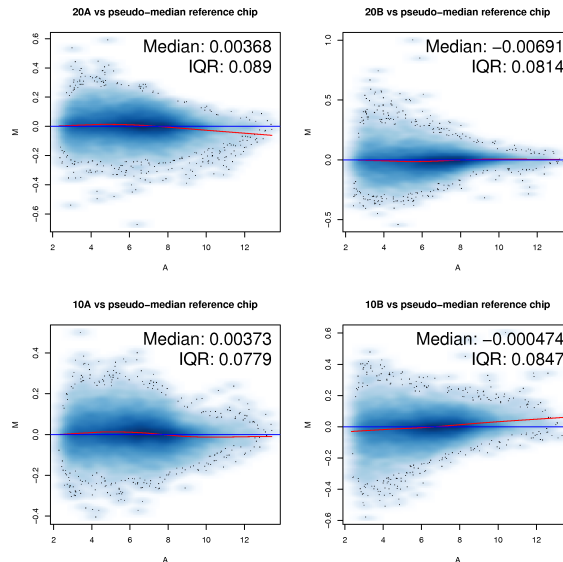 20A vs pseudo−median reference chip
Median: 0.00368
IQR: 0.089
M
0.6
0.4
0.2
0.0
−0.2
−0.4
−0.6
2 4 6 8 10 12
A
20B vs pseudo−median reference chip
Median: −0.00691
IQR: 0.0814
M
1.0
0.5
0.0
−0.5
2 4 6 8 10 12
A
10A vs pseudo−median reference chip
Median: 0.00373
IQR: 0.0779
M
0.4
0.2
0.0
−0.2
−0.4
2 4 6 8 10 12
A
10B vs pseudo−median reference chip
Median: −0.000474
IQR: 0.0847
M
0.6
0.4
0.2
0.0
−0.2
−0.4
−0.6
2 4 6 8 10 12
A